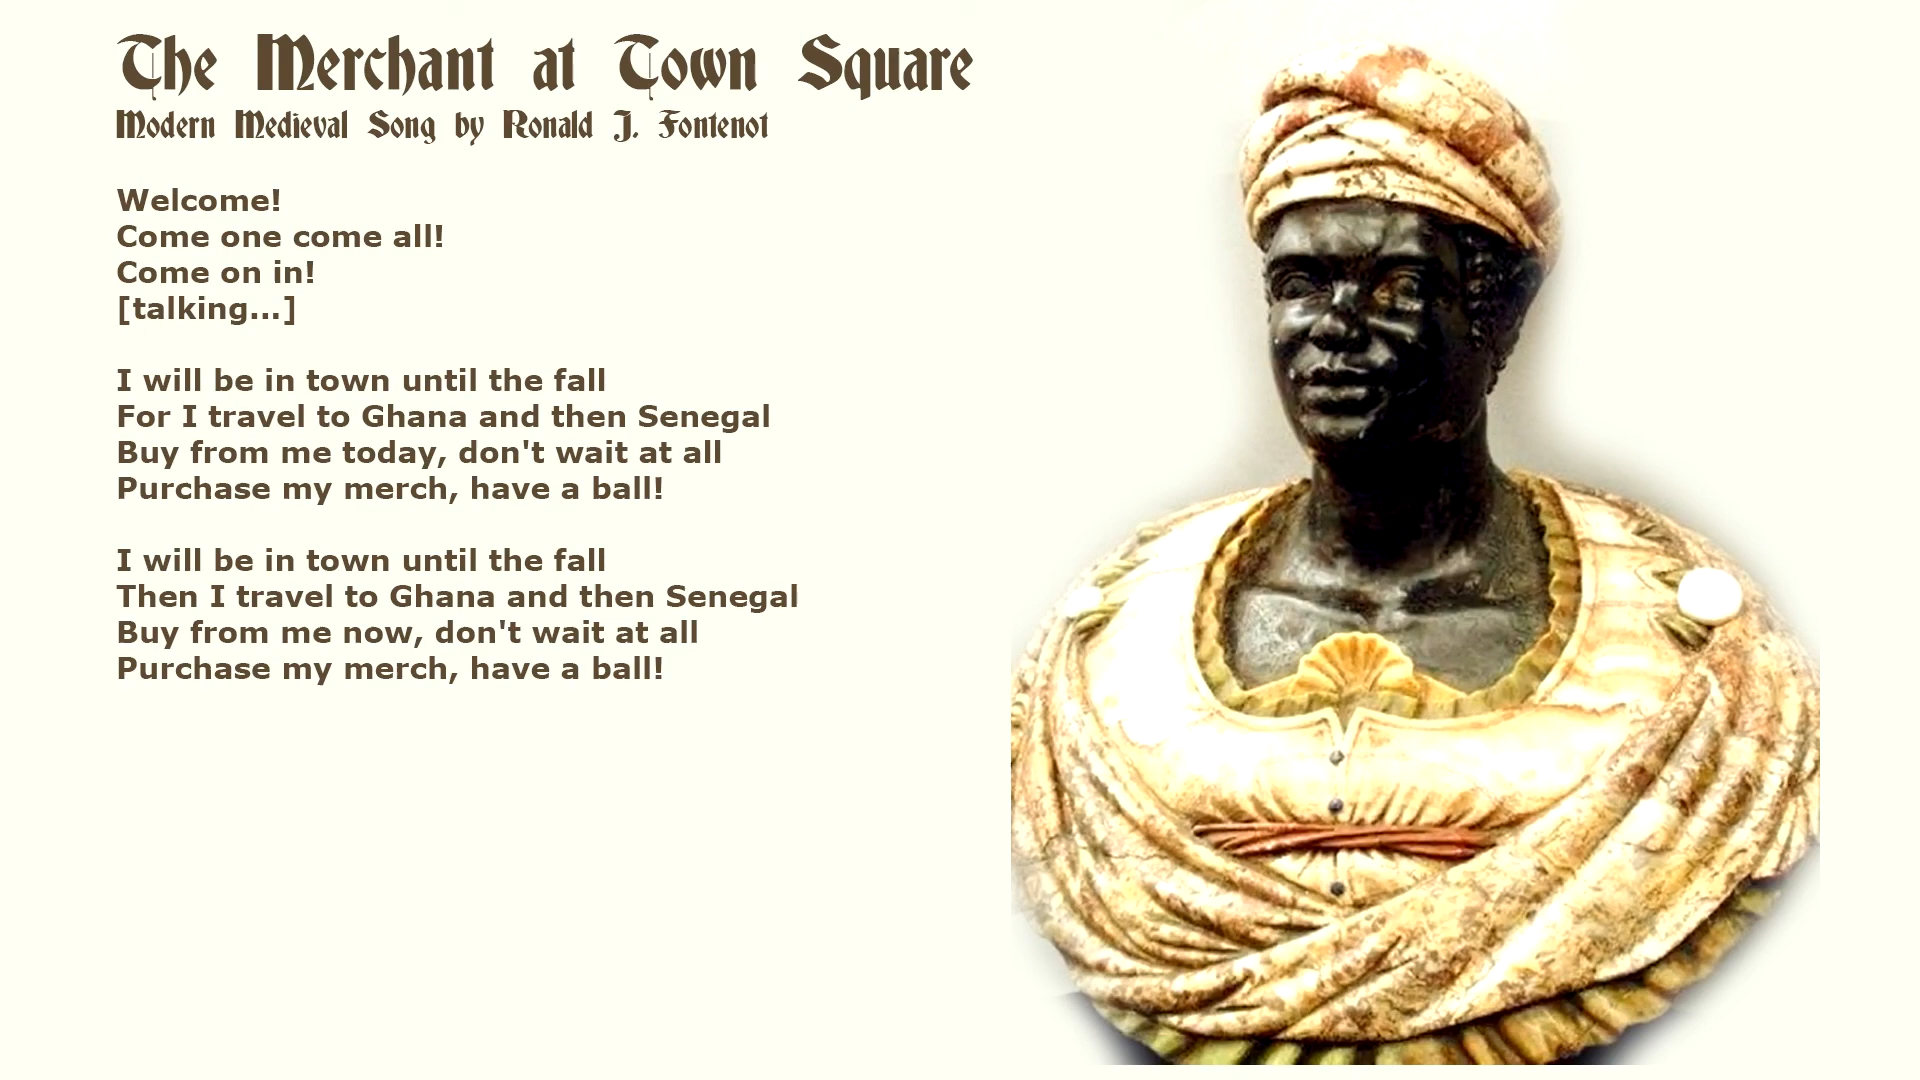 The Merchant at Town Square
Modern Medieval Song by Ronald J. Fontenot
Welcome!
Come one come all!
Come on in!
[talking...]
I will be in town until the fall
For I travel to Ghana and then Senegal
Buy from me today, don't wait at all
Purchase my merch, have a ball!
I will be in town until the fall
Then I travel to Ghana and then Senegal
Buy from me now, don't wait at all
Purchase my merch, have a ball!